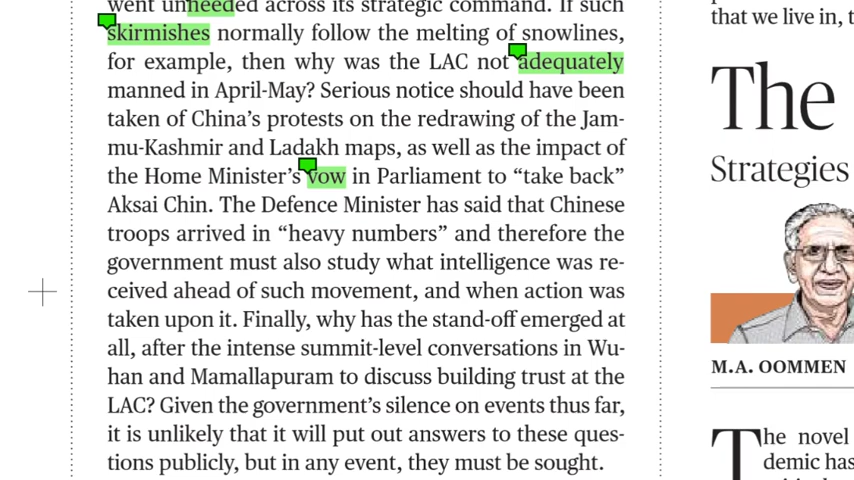 went unheeded across its strategic command. If such
skirmishes normally follow the melting of snowlines,
for example, then why was the LAC not adequately
manned in April-May? Serious notice should have been
taken of China's protests on the redrawing of the Jam-
mu-Kashmir and Ladakh maps, as well as the impact of
the Home Minister's vow in Parliament to “take back”
Aksai Chin. The Defence Minister has said that Chinese
troops arrived in “heavy numbers” and therefore the
government must also study what intelligence was re-
ceived ahead of such movement, and when action was
taken upon it. Finally, why has the stand-off emerged at
all, after the intense summit-level conversations in Wu-
han and Mamallapuram to discuss building trust at the
LAC? Given the government's silence on events thus far,
it is unlikely that it will put out answers to these ques-
tions publicly, but in any event, they must be sought.
that we live in, t
The
Strategies
M.A. OOMMEN
The novel
demic has